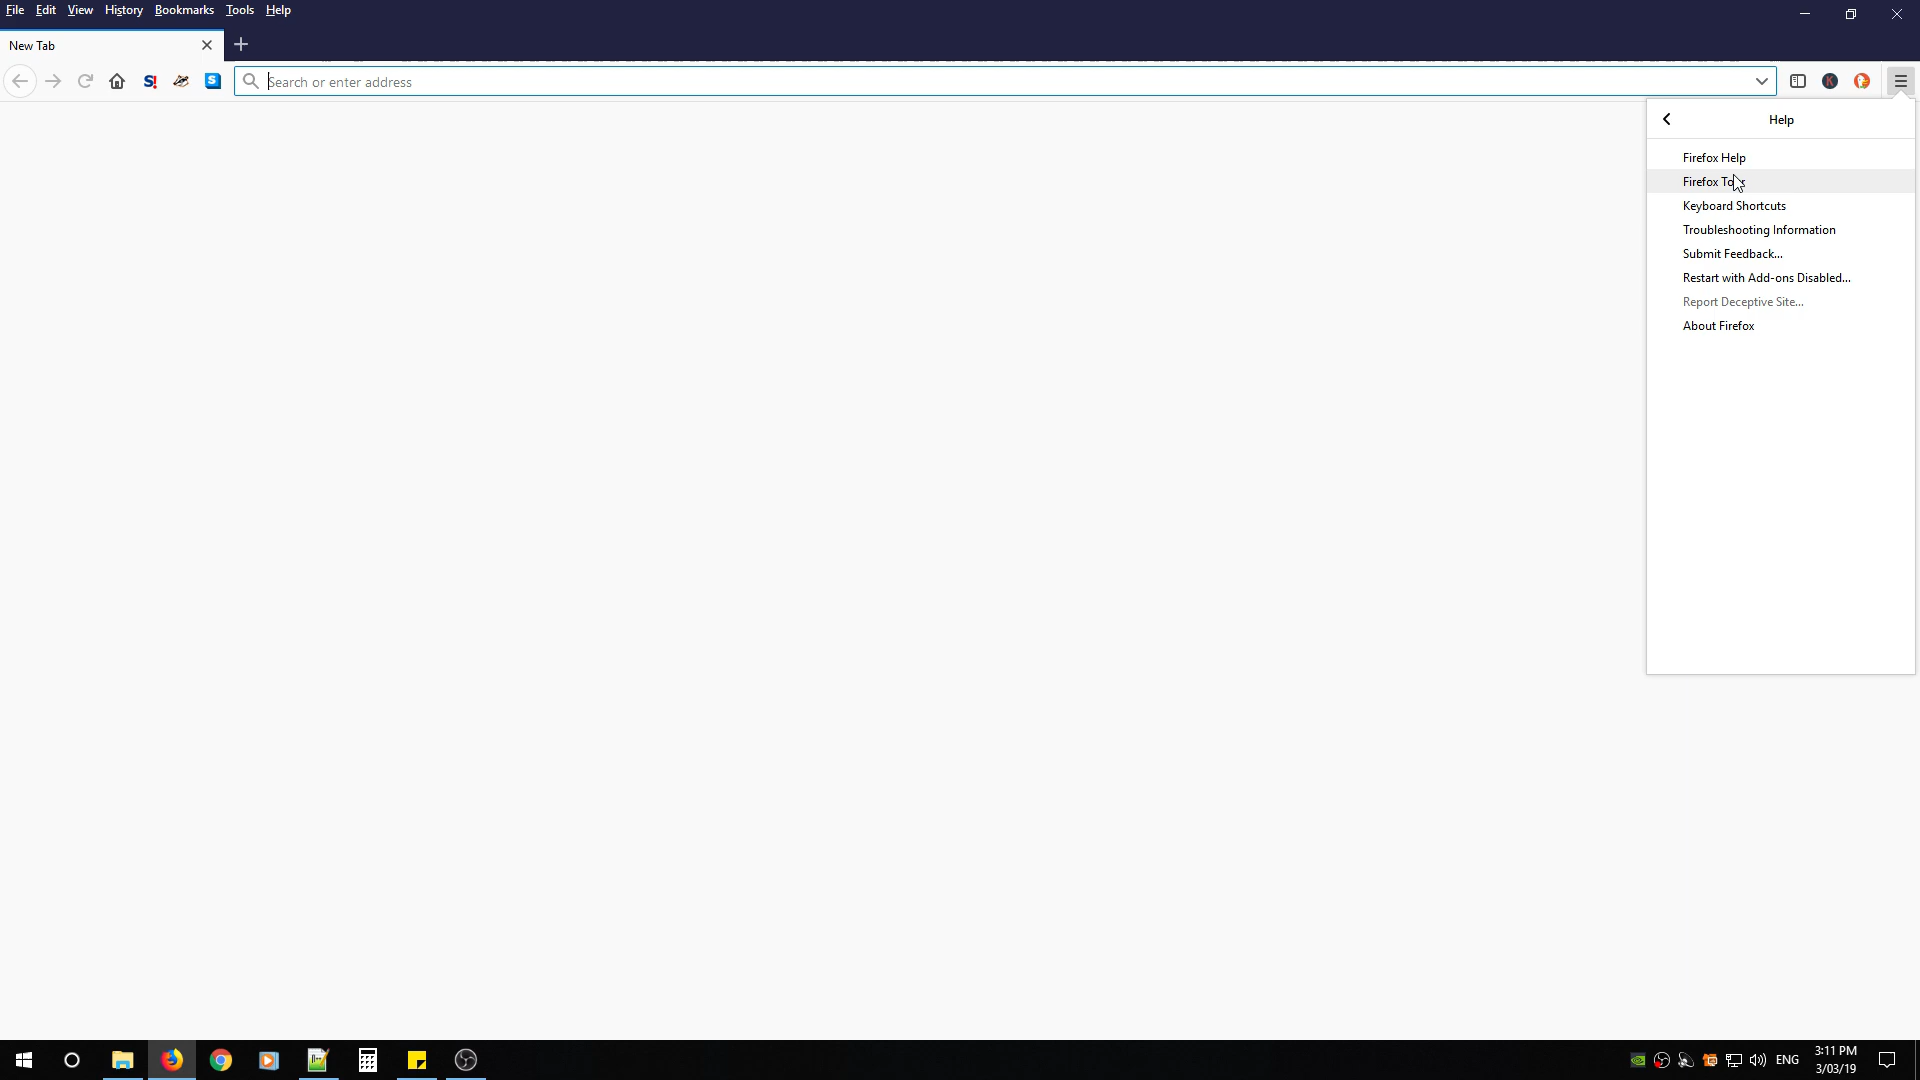 File Edit View History Bookmarks Tools Help
New Tab
S! S Search or enter address K
Help
Firefox Help
Firefox Tour
Keyboard Shortcuts
Troubleshooting Information
Submit Feedback...
Restart with Add-ons Disabled...
Report Deceptive Site...
About Firefox
ENG
3:11 PM
3/03/19